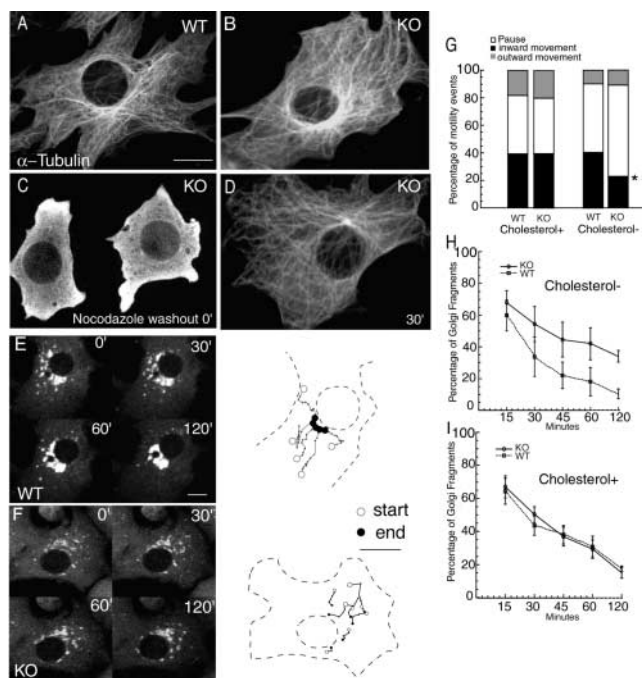 A WT
B KO
α-Tubulin
C KO
D KO
Nocodazole washout 0'
30'
E 0' 30'
60' 120'
WT
F 0' 30'
60' 120'
KO
start
end
G
Pause
inward movement
outward movement
Percentage of motility events
100
80
60
40
20
0
*
WT KO WT KO
Cholesterol+ Cholesterol-
H
KO
WT
Cholesterol-
Percentage of Golgi Fragments
100
80
60
40
20
0
15 30 45 60 120
Minutes
I
KO
WT
Cholesterol+
Percentage of Golgi Fragments
100
80
60
40
20
0
15 30 45 60 120
Minutes